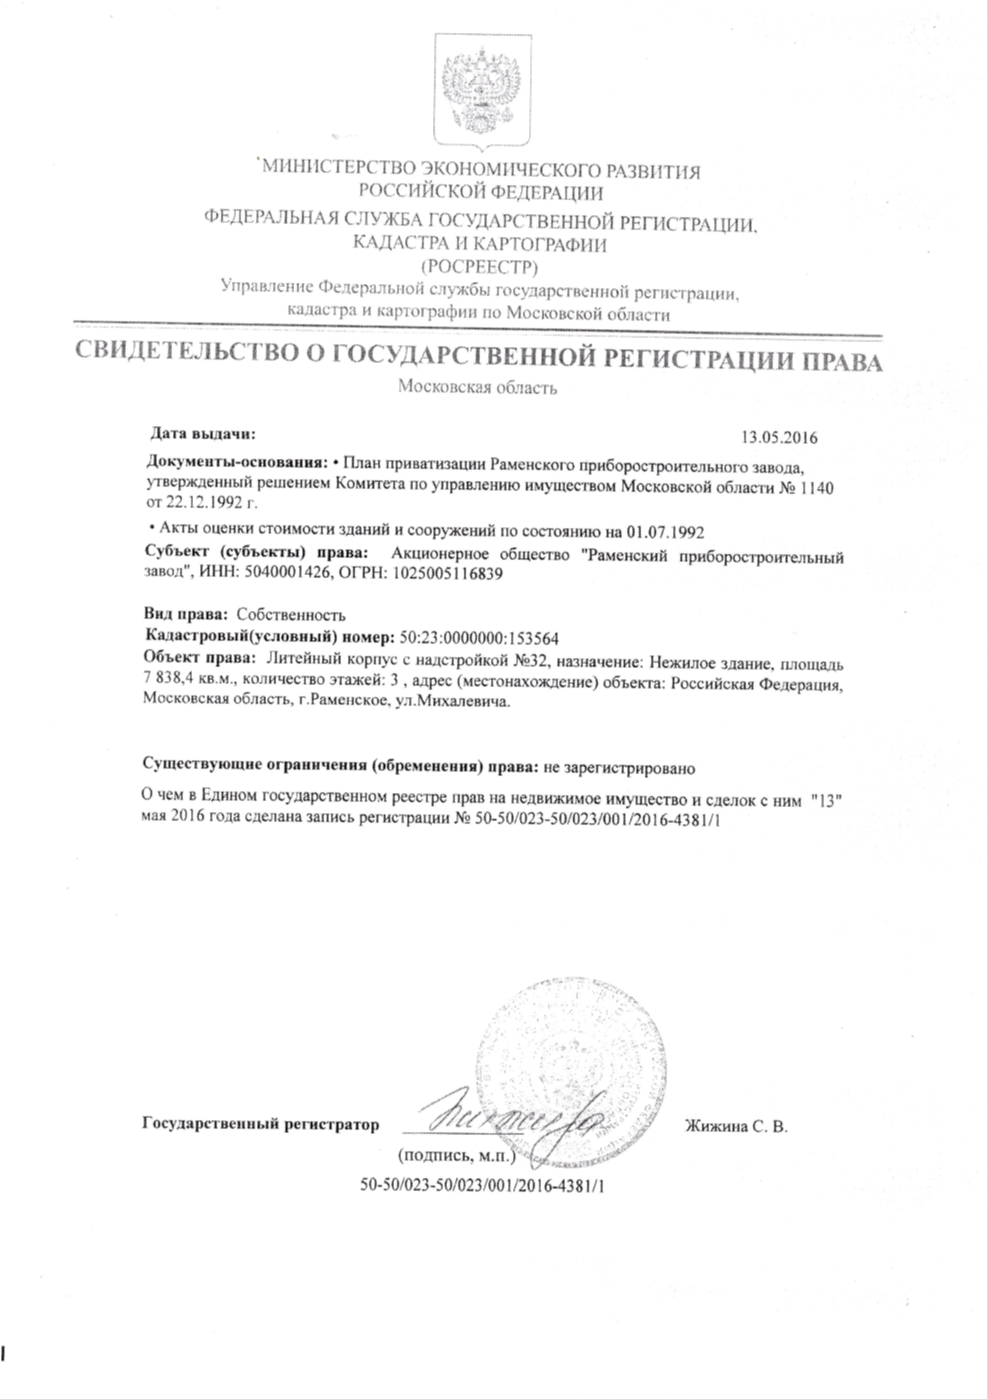 МИНИСТЕРСТВО ЭКОНОМИЧЕСКОГО РАЗВИТИЯ
РОССИЙСКОЙ ФЕДЕРАЦИИ
ФЕДЕРАЛЬНАЯ СЛУЖБА ГОСУДАРСТВЕННОЙ РЕГИСТРАЦИИ,
КАДАСТРА И КАРТОГРАФИИ
(РОСРЕЕСТР)
Управление Федеральной службы государственной регистрации,
кадастра и картографии по Московской области
СВИДЕТЕЛЬСТВО О ГОСУДАРСТВЕННОЙ РЕГИСТРАЦИИ ПРАВА
Московская область
Дата выдачи: 13.05.2016
Документы-основания: • План приватизации Раменского приборостроительного завода,
утвержденный решением Комитета по управлению имуществом Московской области № 1140
от 22.12.1992 г.
• Акты оценки стоимости зданий и сооружений по состоянию на 01.07.1992
Субъект (субъекты) права: Акционерное общество "Раменский приборостроительный
завод", ИНН: 5040001426, ОГРН: 1025005116839
Вид права: Собственность
Кадастровый(условный) номер: 50:23:0000000:153564
Объект права: Литейный корпус с надстройкой №32, назначение: Нежилое здание, площадь
7 838,4 кв.м., количество этажей: 3 , адрес (местонахождение) объекта: Российская Федерация,
Московская область, г.Раменское, ул.Михалевича.
Существующие ограничения (обременения) права: не зарегистрировано
О чем в Едином государственном реестре прав на недвижимое имущество и сделок с ним "13"
мая 2016 года сделана запись регистрации № 50-50/023-50/023/001/2016-4381/1
Государственный регистратор Жижина С. В.
(подпись, м.п.)
50-50/023-50/023/001/2016-4381/1